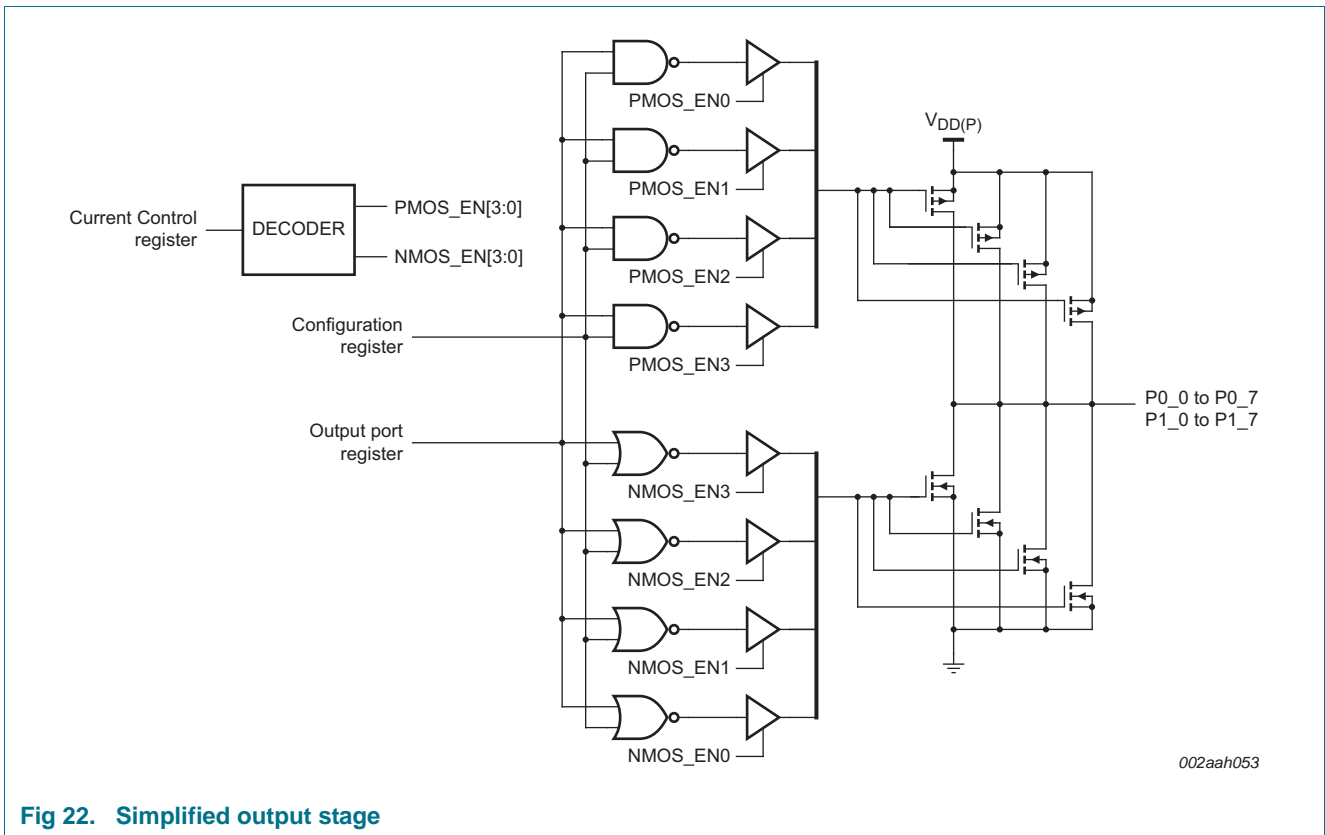 PMOS_EN0
PMOS_EN1
PMOS_EN2
PMOS_EN3
V_DD(P)
Current Control
register
DECODER
PMOS_EN[3:0]
NMOS_EN[3:0]
Configuration
register
Output port
register
P0_0 to P0_7
P1_0 to P1_7
NMOS_EN3
NMOS_EN2
NMOS_EN1
NMOS_EN0
002aah053
Fig 22. Simplified output stage